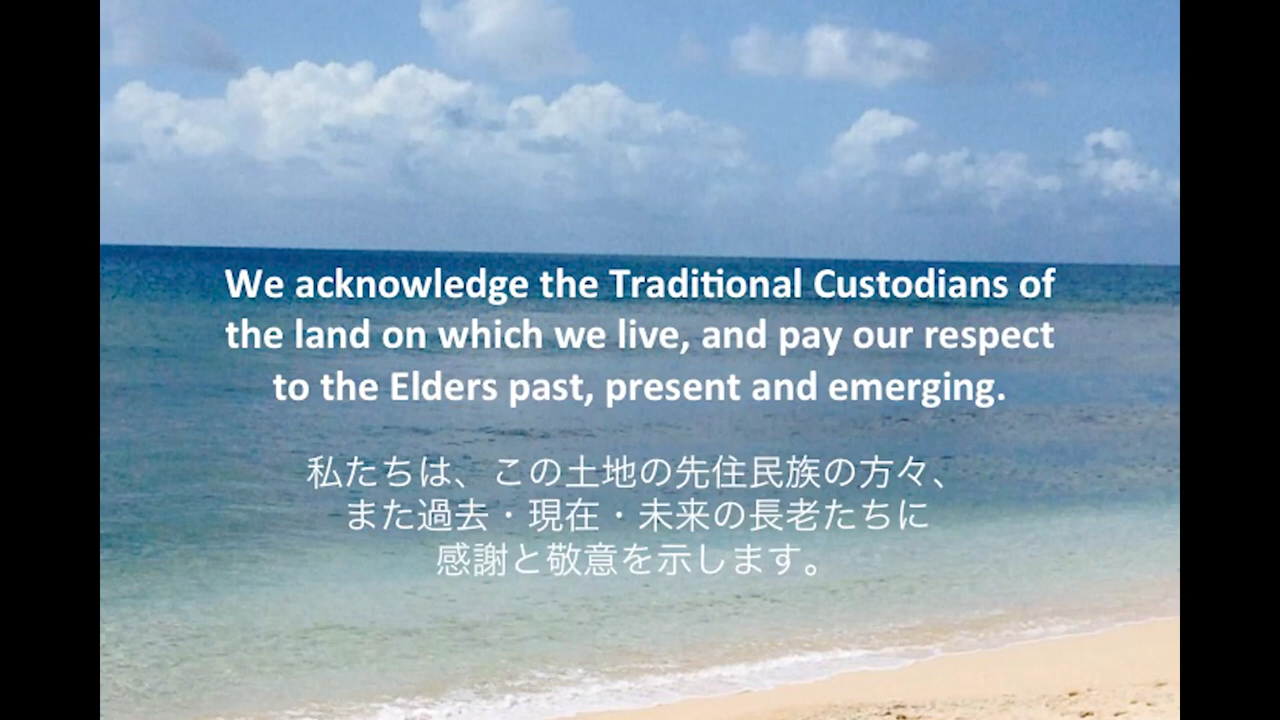 We acknowledge the Traditional Custodians of
the land on which we live, and pay our respect
to the Elders past, present and emerging.
私たちは、この土地の先住民族の方々、
また過去・現在・未来の長老たちに
感謝と敬意を示します。